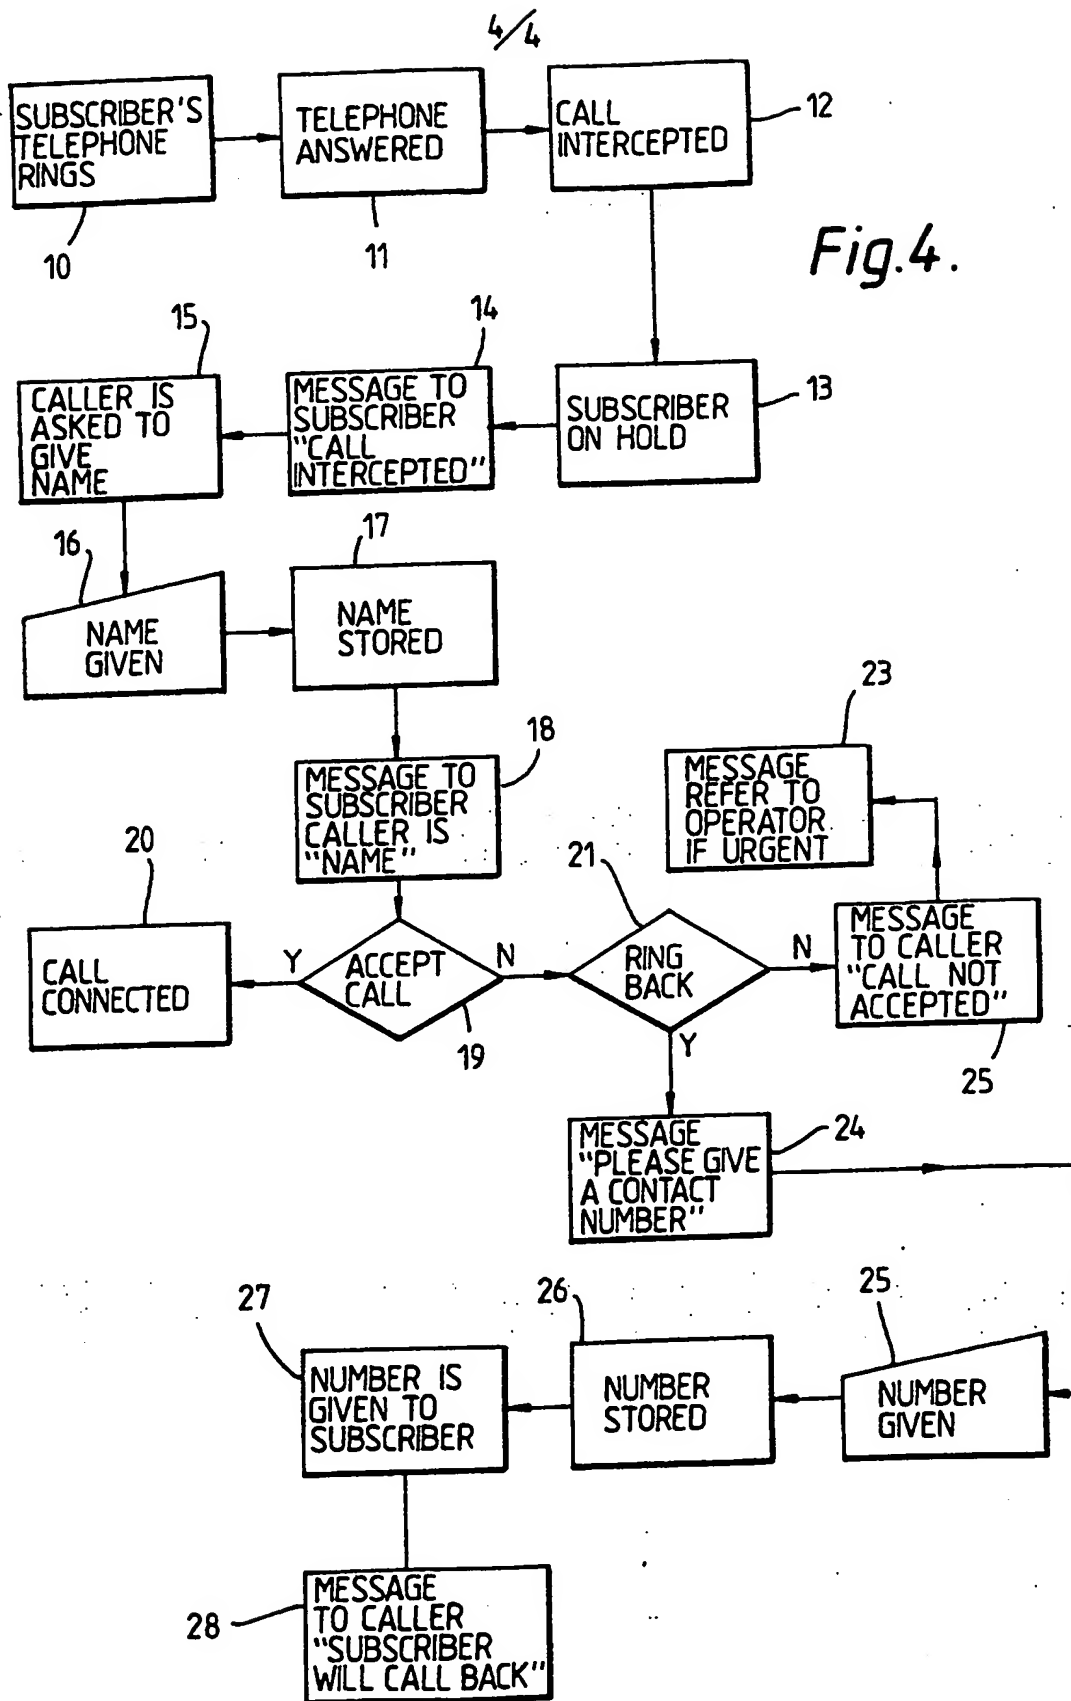 4/4
SUBSCRIBER'S
TELEPHONE
RINGS
10
TELEPHONE
ANSWERED
11
CALL
INTERCEPTED
12
Fig.4.
15
CALLER IS
ASKED TO
GIVE
NAME
14
MESSAGE TO
SUBSCRIBER
"CALL
INTERCEPTED"
SUBSCRIBER
ON HOLD
13
16
NAME
GIVEN
17
NAME
STORED
18
MESSAGE TO
SUBSCRIBER
CALLER IS
"NAME"
23
MESSAGE
REFER TO
OPERATOR
IF URGENT
20
CALL
CONNECTED
Y
ACCEPT
CALL
N
19
21
RING
BACK
N
Y
MESSAGE
TO CALLER
"CALL NOT
ACCEPTED"
25
MESSAGE
"PLEASE GIVE
A CONTACT
NUMBER"
24
27
NUMBER IS
GIVEN TO
SUBSCRIBER
26
NUMBER
STORED
25
NUMBER
GIVEN
28
MESSAGE
TO CALLER
"SUBSCRIBER
WILL CALL BACK"